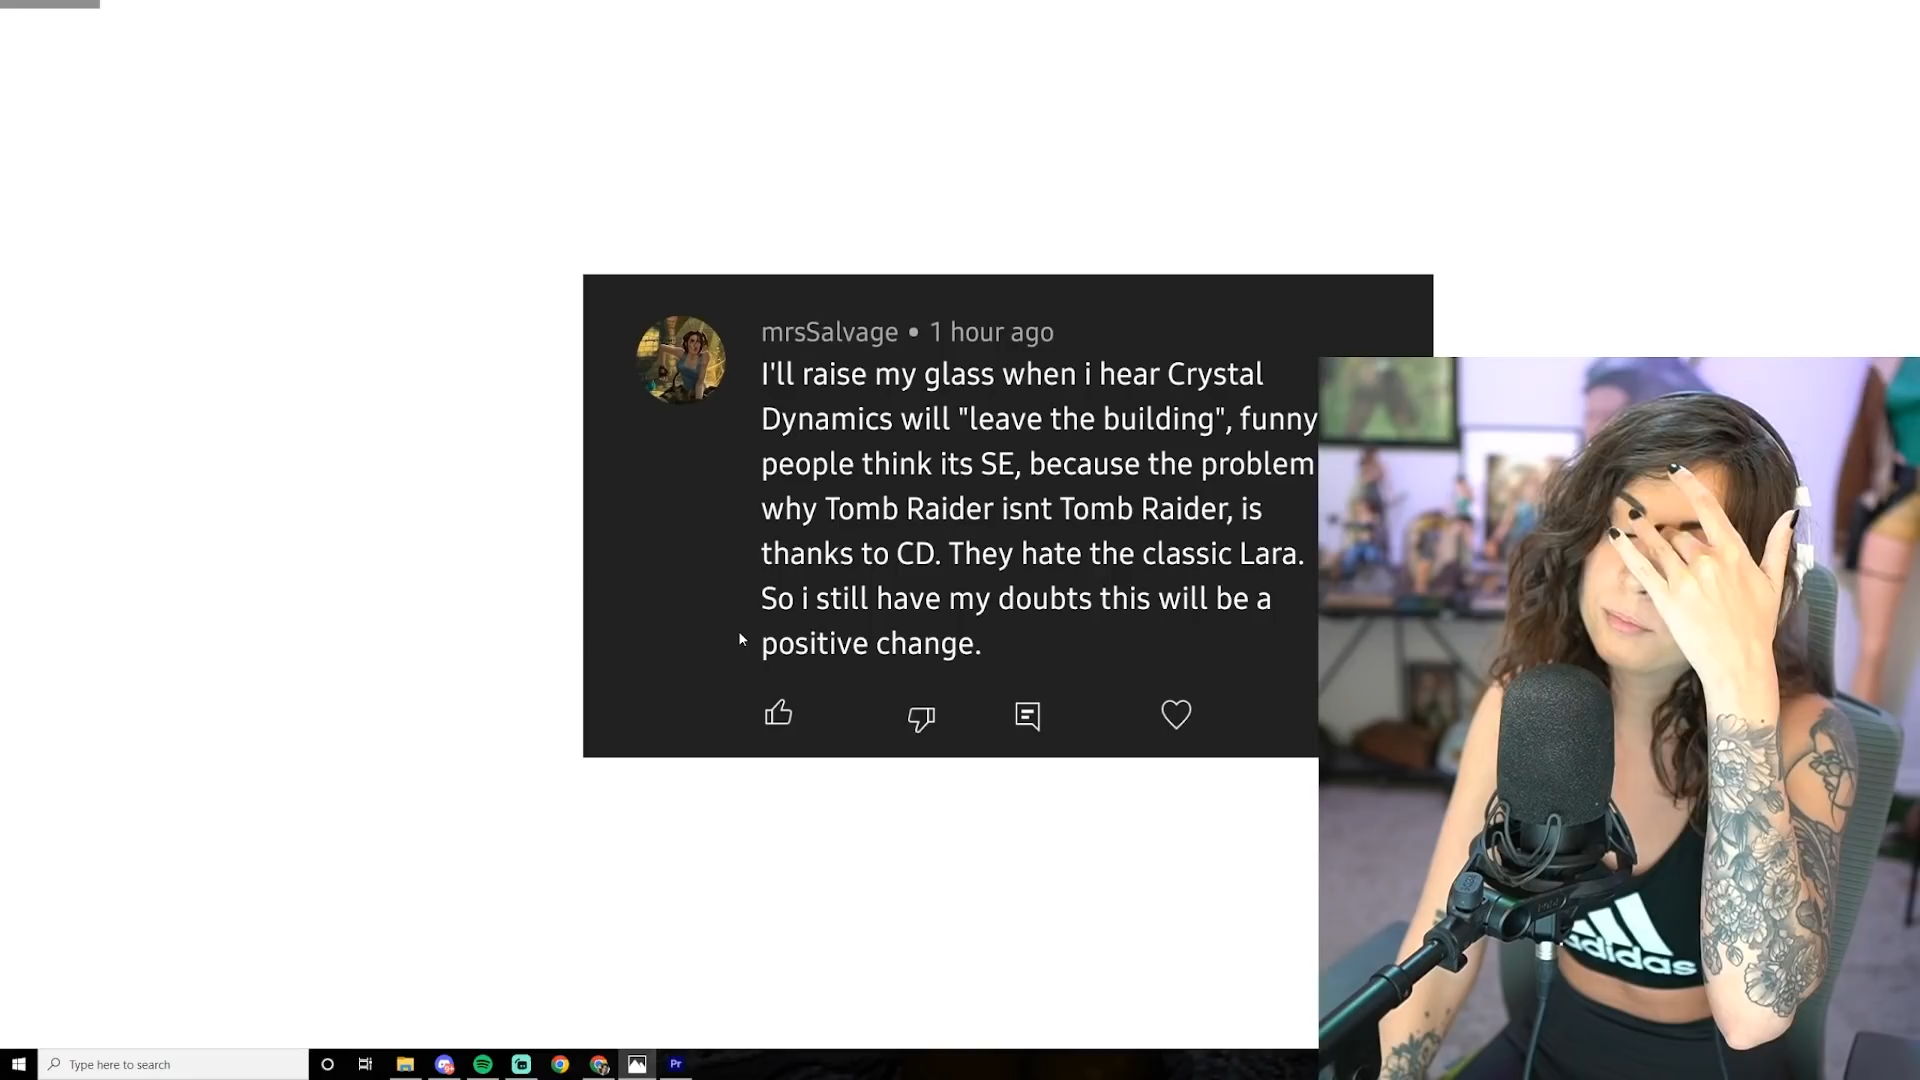 mrsSalvage • 1 hour ago
I'll raise my glass when i hear Crystal
Dynamics will "leave the building", funny
people think its SE, because the problem
why Tomb Raider isnt Tomb Raider, is
thanks to CD. They hate the classic Lara.
So i still have my doubts this will be a
positive change.
adidas
Type here to search
Pr